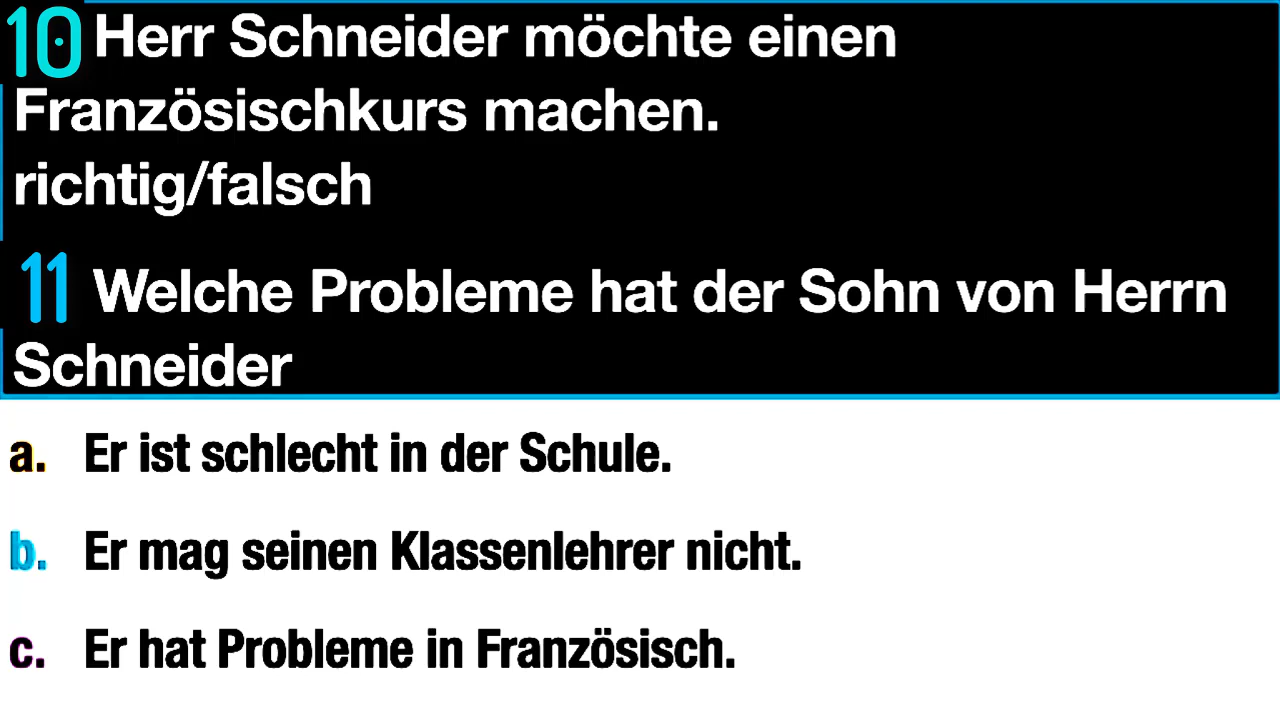 10 Herr Schneider möchte einen
Französischkurs machen.
richtig/falsch
11 Welche Probleme hat der Sohn von Herrn
Schneider
a. Er ist schlecht in der Schule.
b. Er mag seinen Klassenlehrer nicht.
c. Er hat Probleme in Französisch.